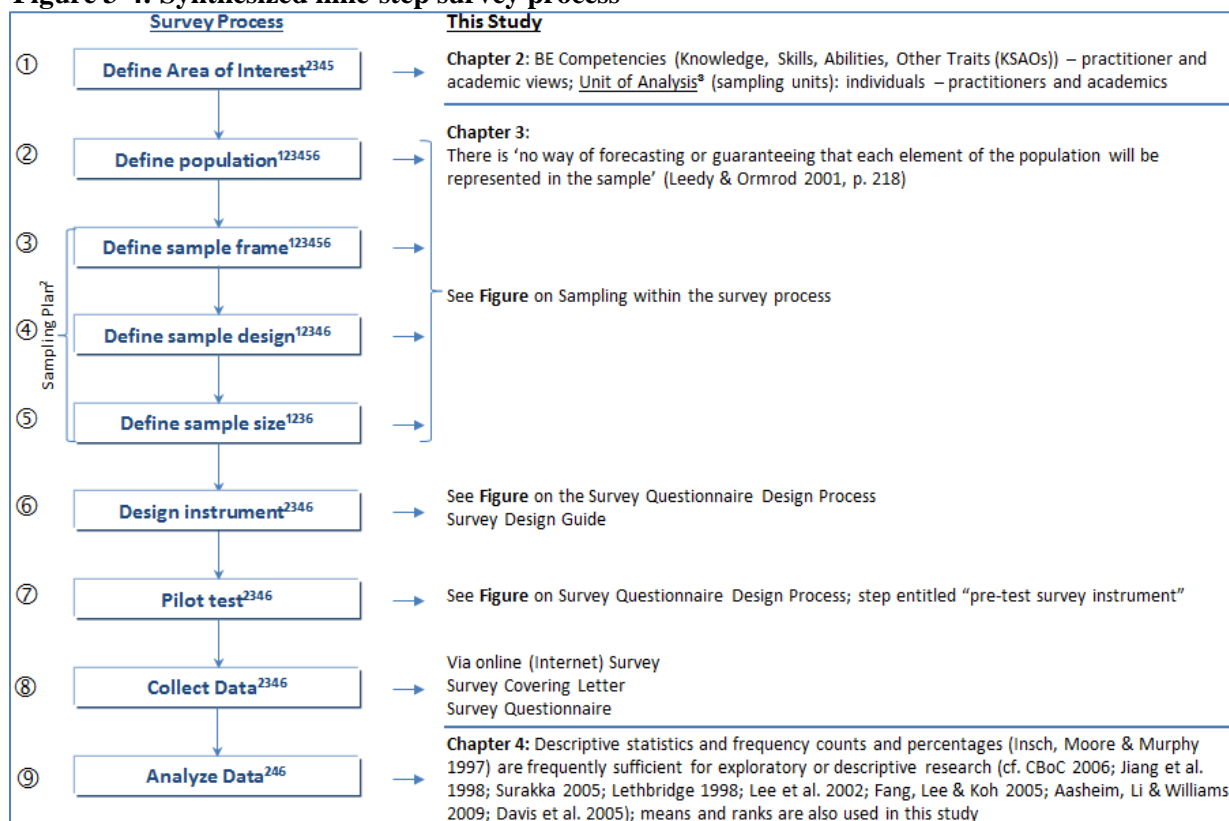 Figure 3-4: Synthesized nine-step survey process
Survey Process
This Study
① Define Area of Interest2345
Chapter 2: BE Competencies (Knowledge, Skills, Abilities, Other Traits (KSAOs)) – practitioner and
academic views; Unit of Analysisª (sampling units): individuals – practitioners and academics
② Define population123456
Chapter 3:
There is ‘no way of forecasting or guaranteeing that each element of the population will be
represented in the sample’ (Leedy & Ormrod 2001, p. 218)
Sampling Plan2
③ Define sample frame123456
See Figure on Sampling within the survey process
④ Define sample design12346
⑤ Define sample size1236
⑥ Design instrument2346
See Figure on the Survey Questionnaire Design Process
Survey Design Guide
⑦ Pilot test2346
See Figure on Survey Questionnaire Design Process; step entitled “pre-test survey instrument”
⑧ Collect Data2346
Via online (Internet) Survey
Survey Covering Letter
Survey Questionnaire
⑨ Analyze Data246
Chapter 4: Descriptive statistics and frequency counts and percentages (Insch, Moore & Murphy
1997) are frequently sufficient for exploratory or descriptive research (cf. CBoC 2006; Jiang et al.
1998; Surakka 2005; Lethbridge 1998; Lee et al. 2002; Fang, Lee & Koh 2005; Aasheim, Li & Williams
2009; Davis et al. 2005); means and ranks are also used in this study